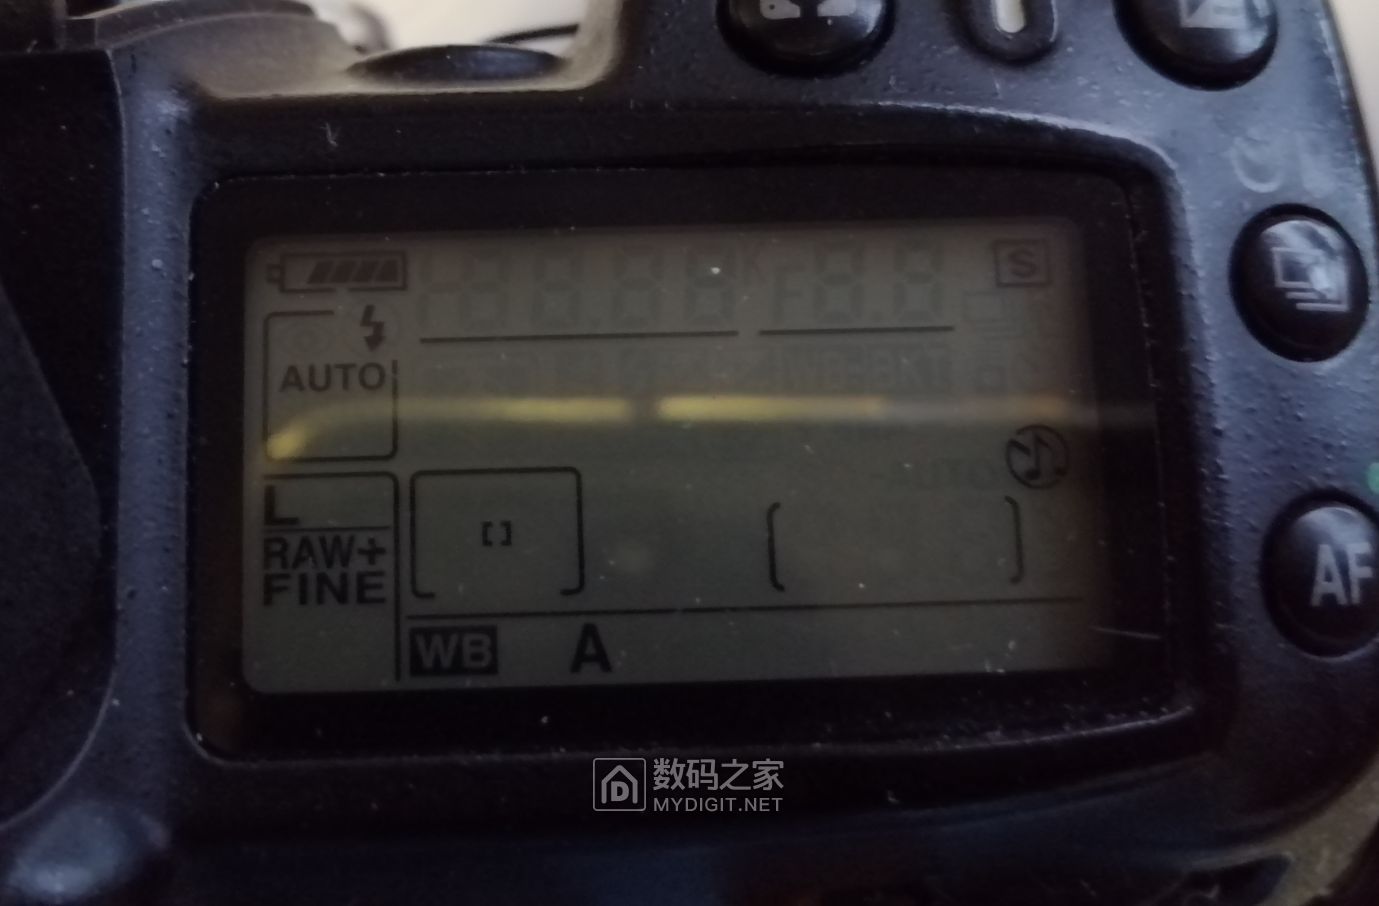 S
AUTO
L
RAW+
FINE
WB A
AF
数码之家
MYDIGIT.NET